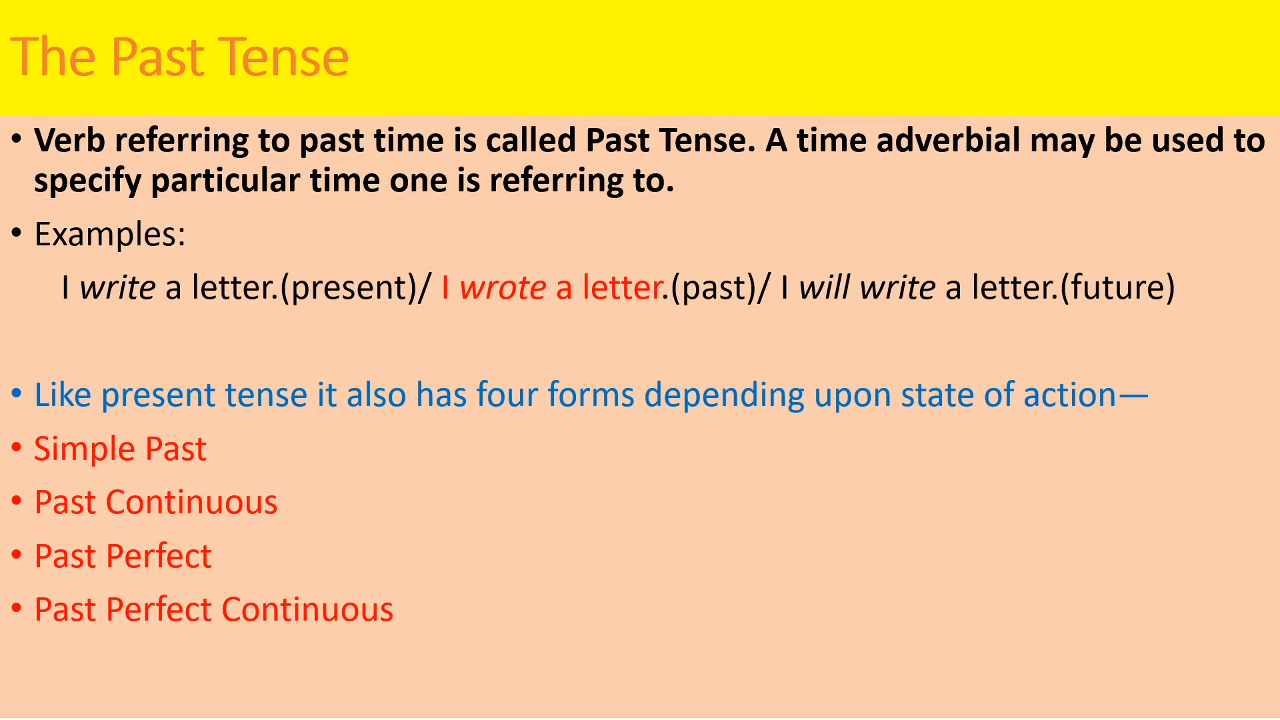 The Past Tense
• Verb referring to past time is called Past Tense. A time adverbial may be used to
specify particular time one is referring to.
• Examples:
I write a letter.(present)/ I wrote a letter.(past)/ I will write a letter.(future)
• Like present tense it also has four forms depending upon state of action—
• Simple Past
• Past Continuous
• Past Perfect
• Past Perfect Continuous